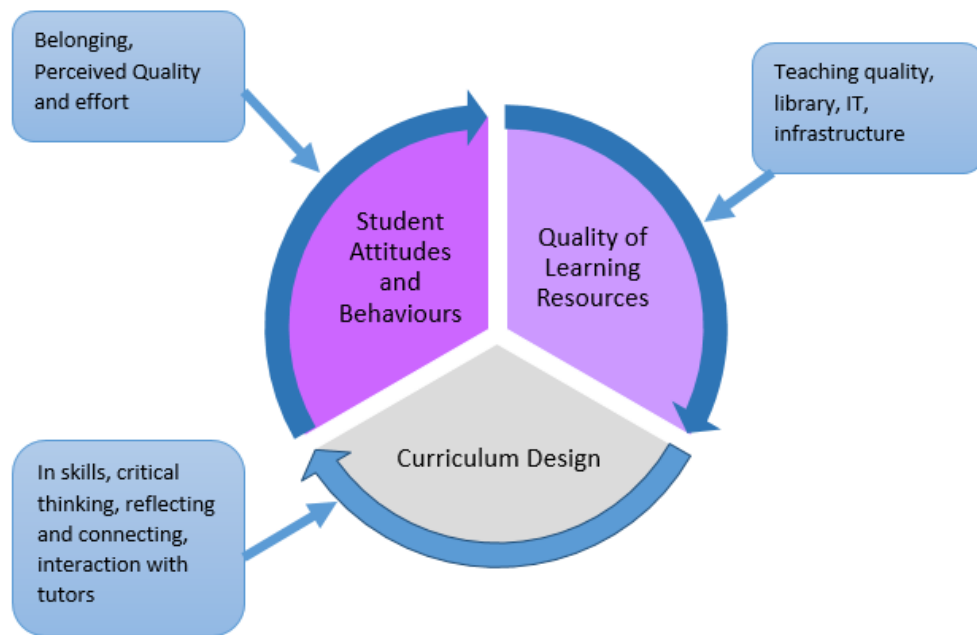 Belonging,
Perceived Quality
and effort
Teaching quality,
library, IT,
infrastructure
Student
Attitudes
and
Behaviours
Quality of
Learning
Resources
Curriculum Design
In skills, critical
thinking, reflecting
and connecting,
interaction with
tutors